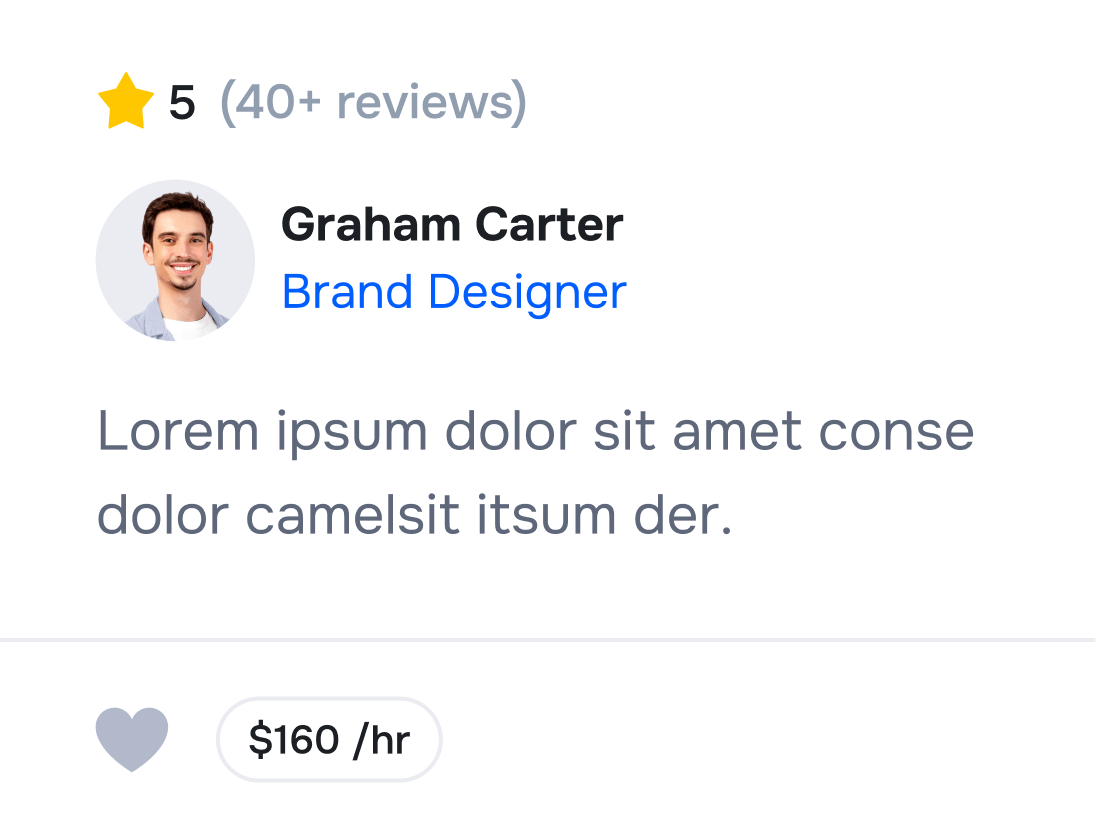 5 (40+ reviews)
Graham Carter
Brand Designer
Lorem ipsum dolor sit amet conse
dolor camelsit itsum der.
$160 /hr